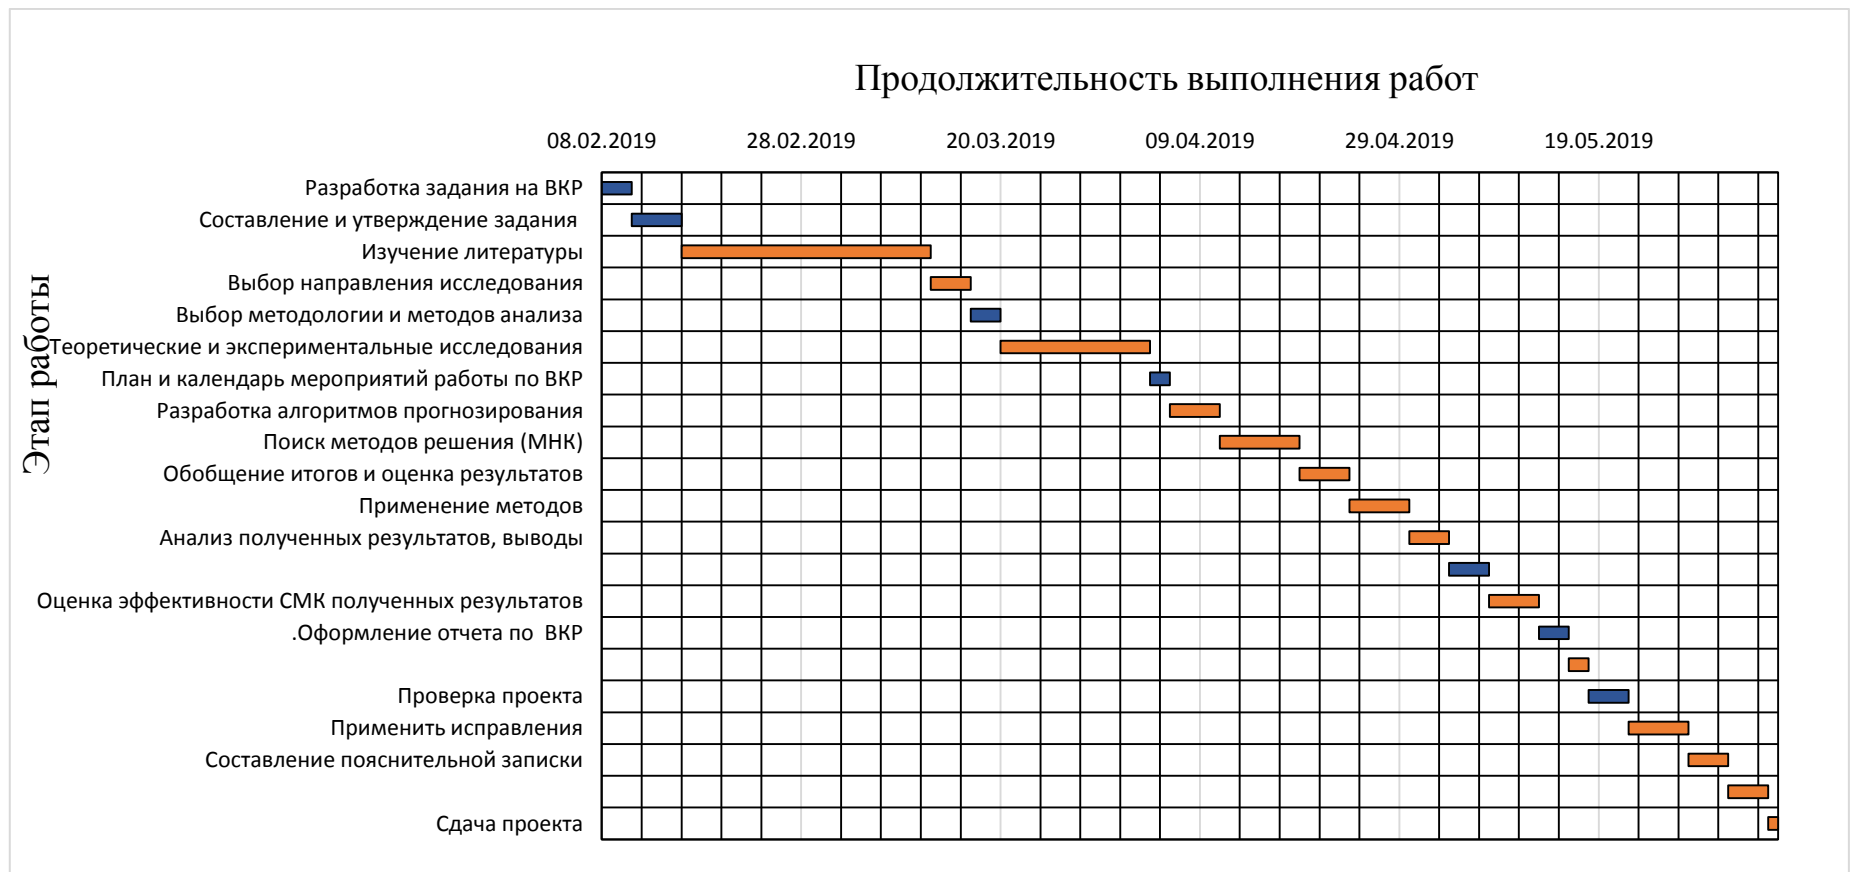 Продолжительность выполнения работ
08.02.2019 28.02.2019 20.03.2019 09.04.2019 29.04.2019 19.05.2019
Этап работы
Разработка задания на ВКР
Составление и утверждение задания
Изучение литературы
Выбор направления исследования
Выбор методологии и методов анализа
Теоретические и экспериментальные исследования
План и календарь мероприятий работы по ВКР
Разработка алгоритмов прогнозирования
Поиск методов решения (МНК)
Обобщение итогов и оценка результатов
Применение методов
Анализ полученных результатов, выводы
Оценка эффективности СМК полученных результатов
.Оформление отчета по ВКР
Проверка проекта
Применить исправления
Составление пояснительной записки
Сдача проекта